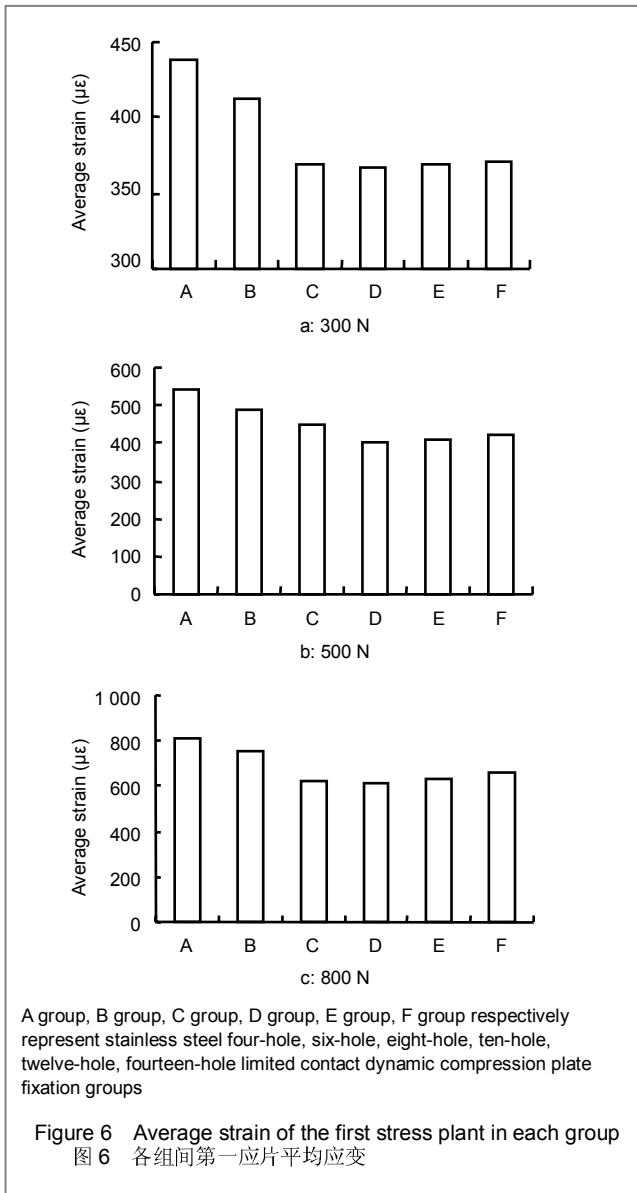 450
400
350
300
Average strain (με)
A B C D E F
a: 300 N
600
500
400
300
200
100
0
Average strain (με)
A B C D E F
b: 500 N
1 000
800
600
400
200
0
Average strain (με)
A B C D E F
c: 800 N
A group, B group, C group, D group, E group, F group respectively
represent stainless steel four-hole, six-hole, eight-hole, ten-hole,
twelve-hole, fourteen-hole limited contact dynamic compression plate
fixation groups
Figure 6 Average strain of the first stress plant in each group
图 6 各组间第一应片平均应变